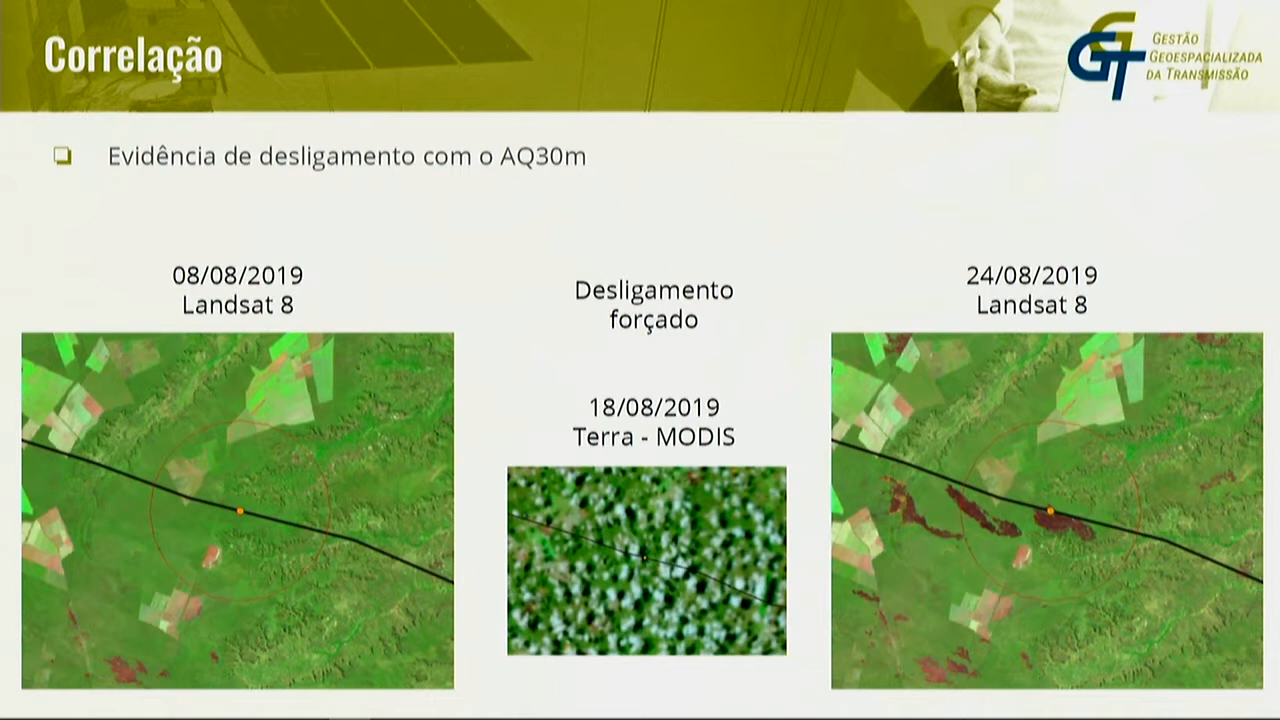 Correlação
GESTÃO
GEOESPACIALIZADA
DA TRANSMISSÃO
Evidência de desligamento com o AQ30m
08/08/2019
Landsat 8
Desligamento
forçado
18/08/2019
Terra - MODIS
24/08/2019
Landsat 8